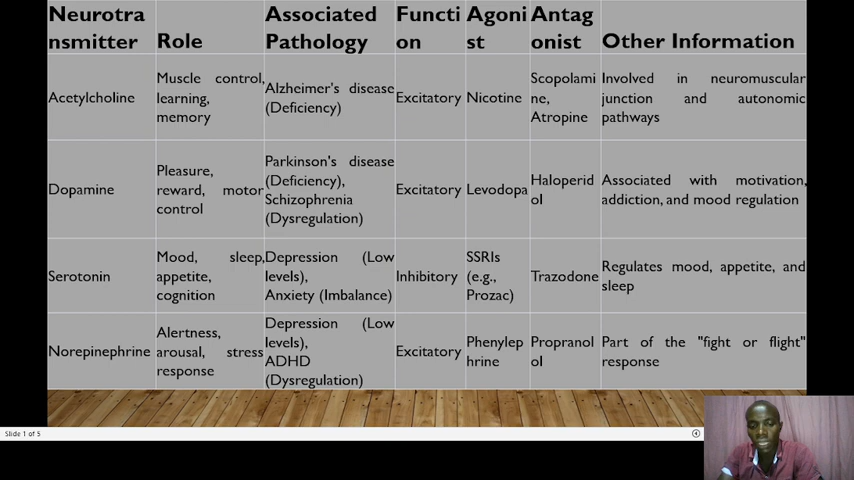 Neurotra
nsmitter
Role
Associated
Pathology
Functi
on
Agoni
st
Antag
onist
Other Information
Acetylcholine
Muscle control,
learning,
memory
Alzheimer's disease
(Deficiency)
Excitatory
Nicotine
Scopolami
ne,
Atropine
Involved in neuromuscular
junction and autonomic
pathways
Dopamine
Pleasure,
reward, motor
control
Parkinson's disease
(Deficiency),
Schizophrenia
(Dysregulation)
Excitatory
Levodopa
Haloperid
ol
Associated with motivation,
addiction, and mood regulation
Serotonin
Mood, sleep,
appetite,
cognition
Depression (Low
levels),
Anxiety (Imbalance)
Inhibitory
SSRIs
(e.g.,
Prozac)
Trazodone
Regulates mood, appetite, and
sleep
Norepinephrine
Alertness,
arousal, stress
response
Depression (Low
levels),
ADHD
(Dysregulation)
Excitatory
Phenylep
hrine
Propranol
ol
Part of the "fight or flight"
response
Slide 1 of 5